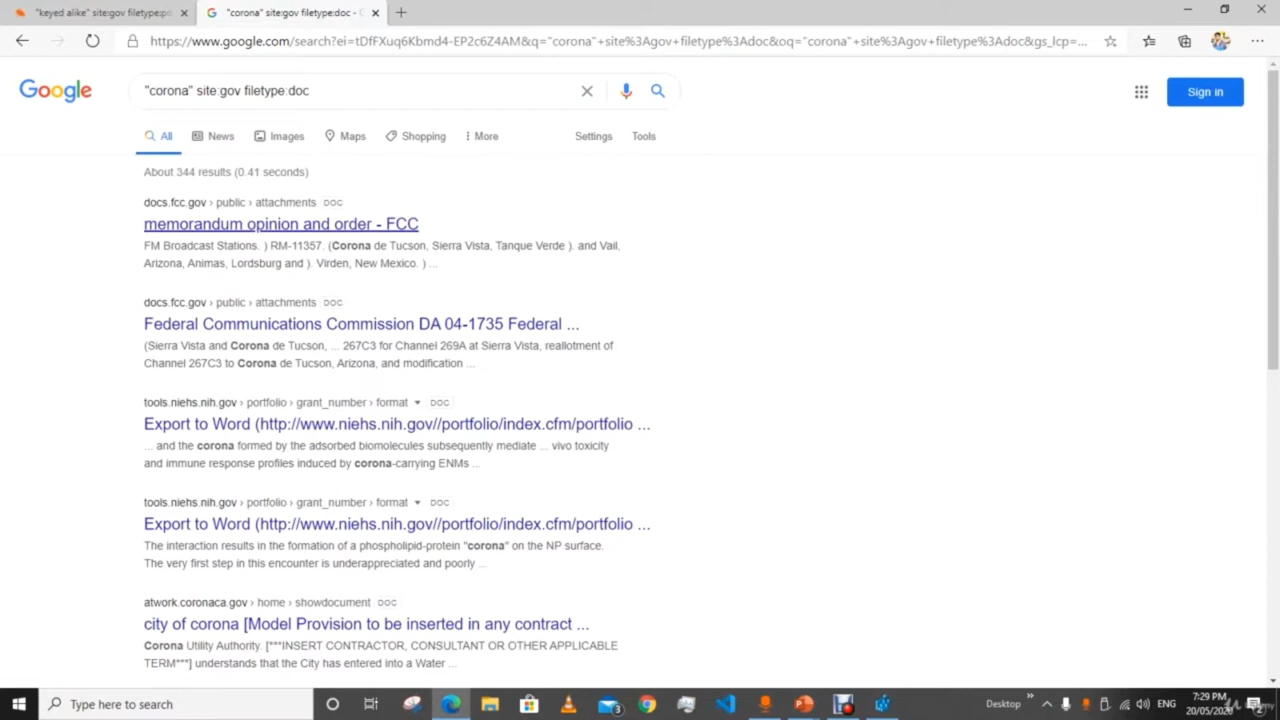 "keyed alike" site:gov filetype:pd
"corona" site:gov filetype:doc - G
https://www.google.com/search?ei=tDfFXuq6Kbmd4-EP2c6Z4AM&q="corona"+site%3Agov+filetype%3Adoc&oq="corona"+site%3Agov+filetype%3Adoc&gs_lcp=...
Google
"corona" site:gov filetype:doc
Sign in
All News Images Maps Shopping More Settings Tools
About 344 results (0.41 seconds)
docs.fcc.gov › public › attachments DOC
memorandum opinion and order - FCC
FM Broadcast Stations. ) RM-11357. (Corona de Tucson, Sierra Vista, Tanque Verde ). and Vail,
Arizona, Animas, Lordsburg and ). Virden, New Mexico. ) ...
docs.fcc.gov › public › attachments DOC
Federal Communications Commission DA 04-1735 Federal ...
(Sierra Vista and Corona de Tucson, ... 267C3 for Channel 269A at Sierra Vista, reallotment of
Channel 267C3 to Corona de Tucson, Arizona, and modification ...
tools.niehs.nih.gov › portfolio › grant_number › format DOC
Export to Word (http://www.niehs.nih.gov//portfolio/index.cfm/portfolio ...
... and the corona formed by the adsorbed biomolecules subsequently mediate ... vivo toxicity
and immune response profiles induced by corona-carrying ENMs ...
tools.niehs.nih.gov › portfolio › grant_number › format DOC
Export to Word (http://www.niehs.nih.gov//portfolio/index.cfm/portfolio ...
The interaction results in the formation of a phospholipid-protein "corona" on the NP surface.
The very first step in this encounter is underappreciated and poorly ...
atwork.coronaca.gov › home › showdocument DOC
city of corona [Model Provision to be inserted in any contract ...
Corona Utility Authority. [***INSERT CONTRACTOR, CONSULTANT OR OTHER APPLICABLE
TERM***] understands that the City has entered into a Water ...
Type here to search
3
Desktop
ENG
7:29 PM